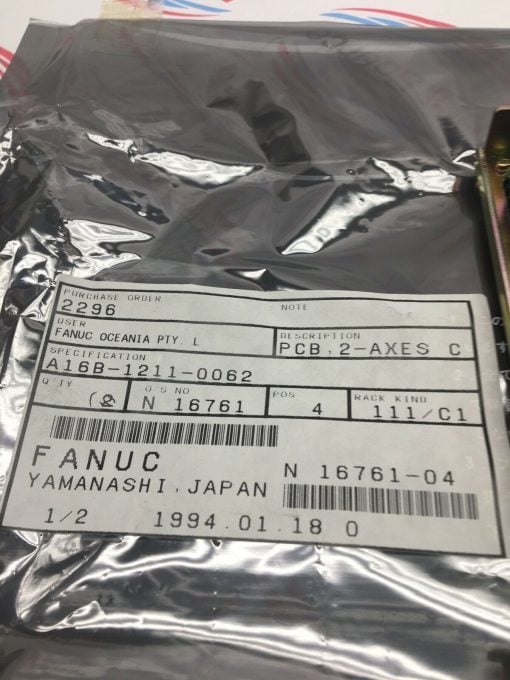 PURCHASE ORDER NOTE
2296
USER DESCRIPTION
FANUC OCEANIA PTY. L PCB,2-AXES C
SPECIFICATION
A16B-1211-0062
Q'TY O/S NO POS RACK KIND
N 16761 4 111/C1
FANUC N 16761-04
YAMANASHI,JAPAN
1/2 1994.01.18 0